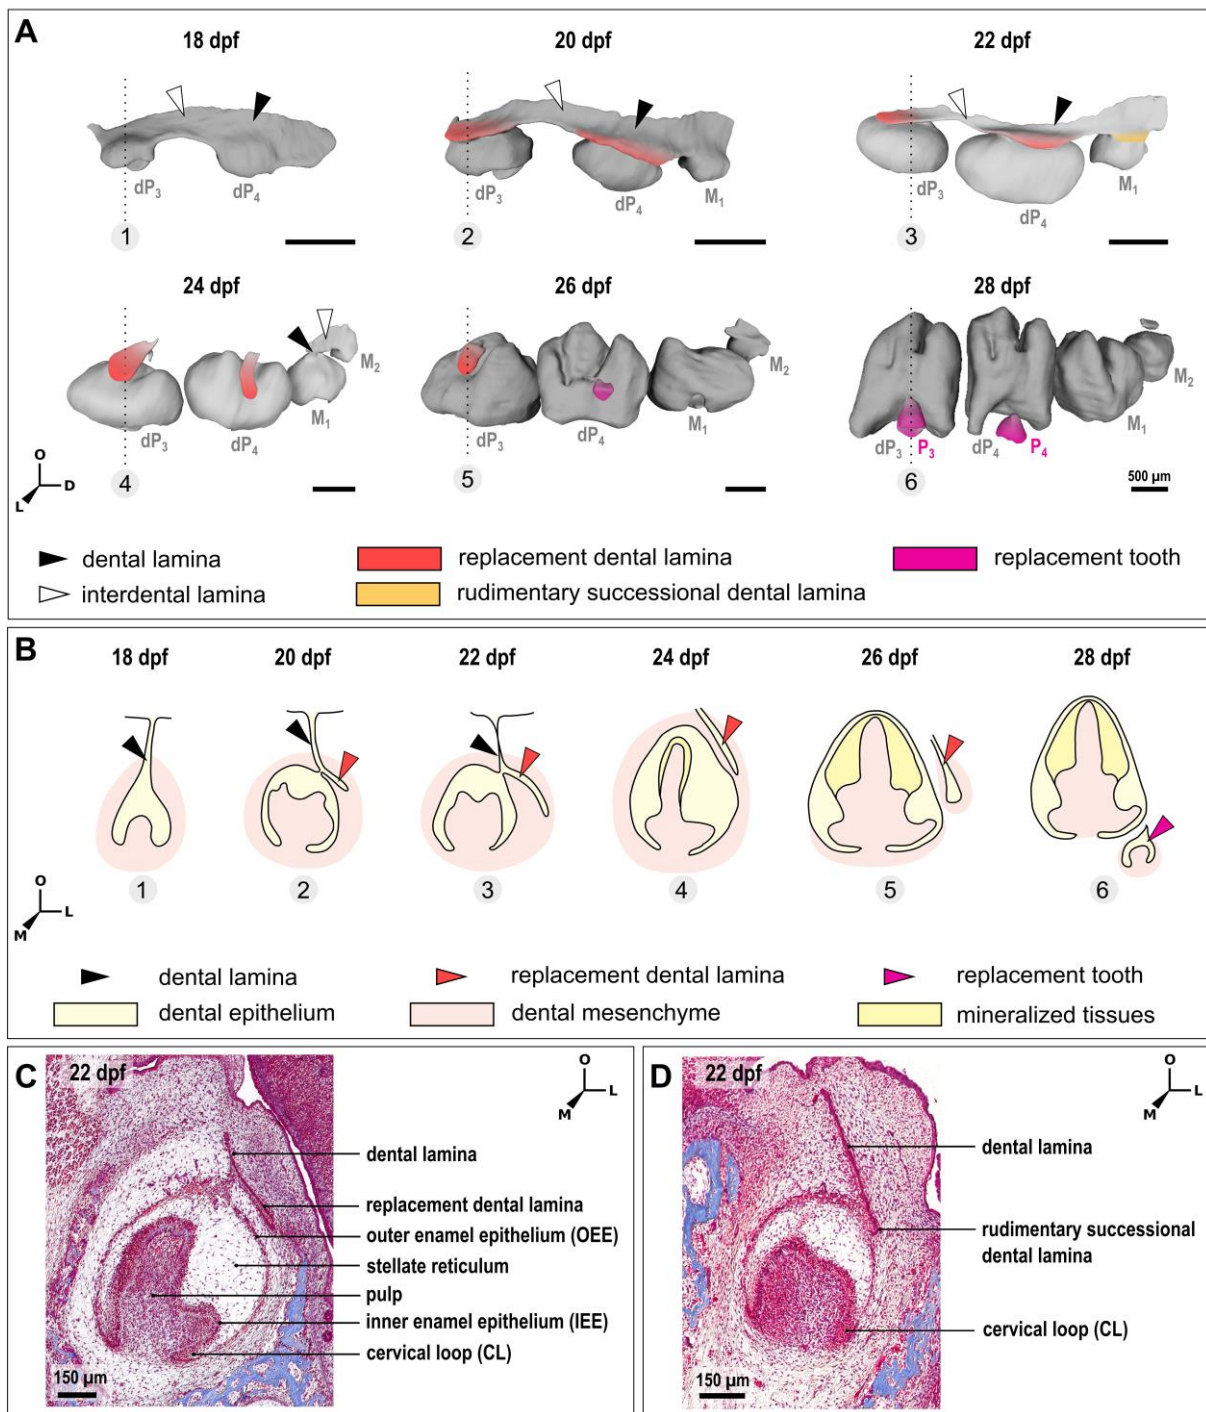 A
18 dpf
20 dpf
22 dpf
dP3
dP4
1
dP4
M1
2
dP3
dP4
M1
3
24 dpf
26 dpf
28 dpf
dP3
dP4
M1
M2
4
dP3
dP4
M1
M2
5
dP3
P3
dP4
P4
M1
M2
6
500 µm
O
D
L
dental lamina
replacement dental lamina
replacement tooth
interdental lamina
rudimentary successional dental lamina
B
18 dpf
20 dpf
22 dpf
24 dpf
26 dpf
28 dpf
1
2
3
4
5
6
O
L
M
dental lamina
replacement dental lamina
replacement tooth
dental epithelium
dental mesenchyme
mineralized tissues
C
22 dpf
O
L
M
dental lamina
replacement dental lamina
outer enamel epithelium (OEE)
stellate reticulum
pulp
inner enamel epithelium (IEE)
cervical loop (CL)
150 µm
D
22 dpf
O
L
M
dental lamina
rudimentary successional
dental lamina
cervical loop (CL)
150 µm